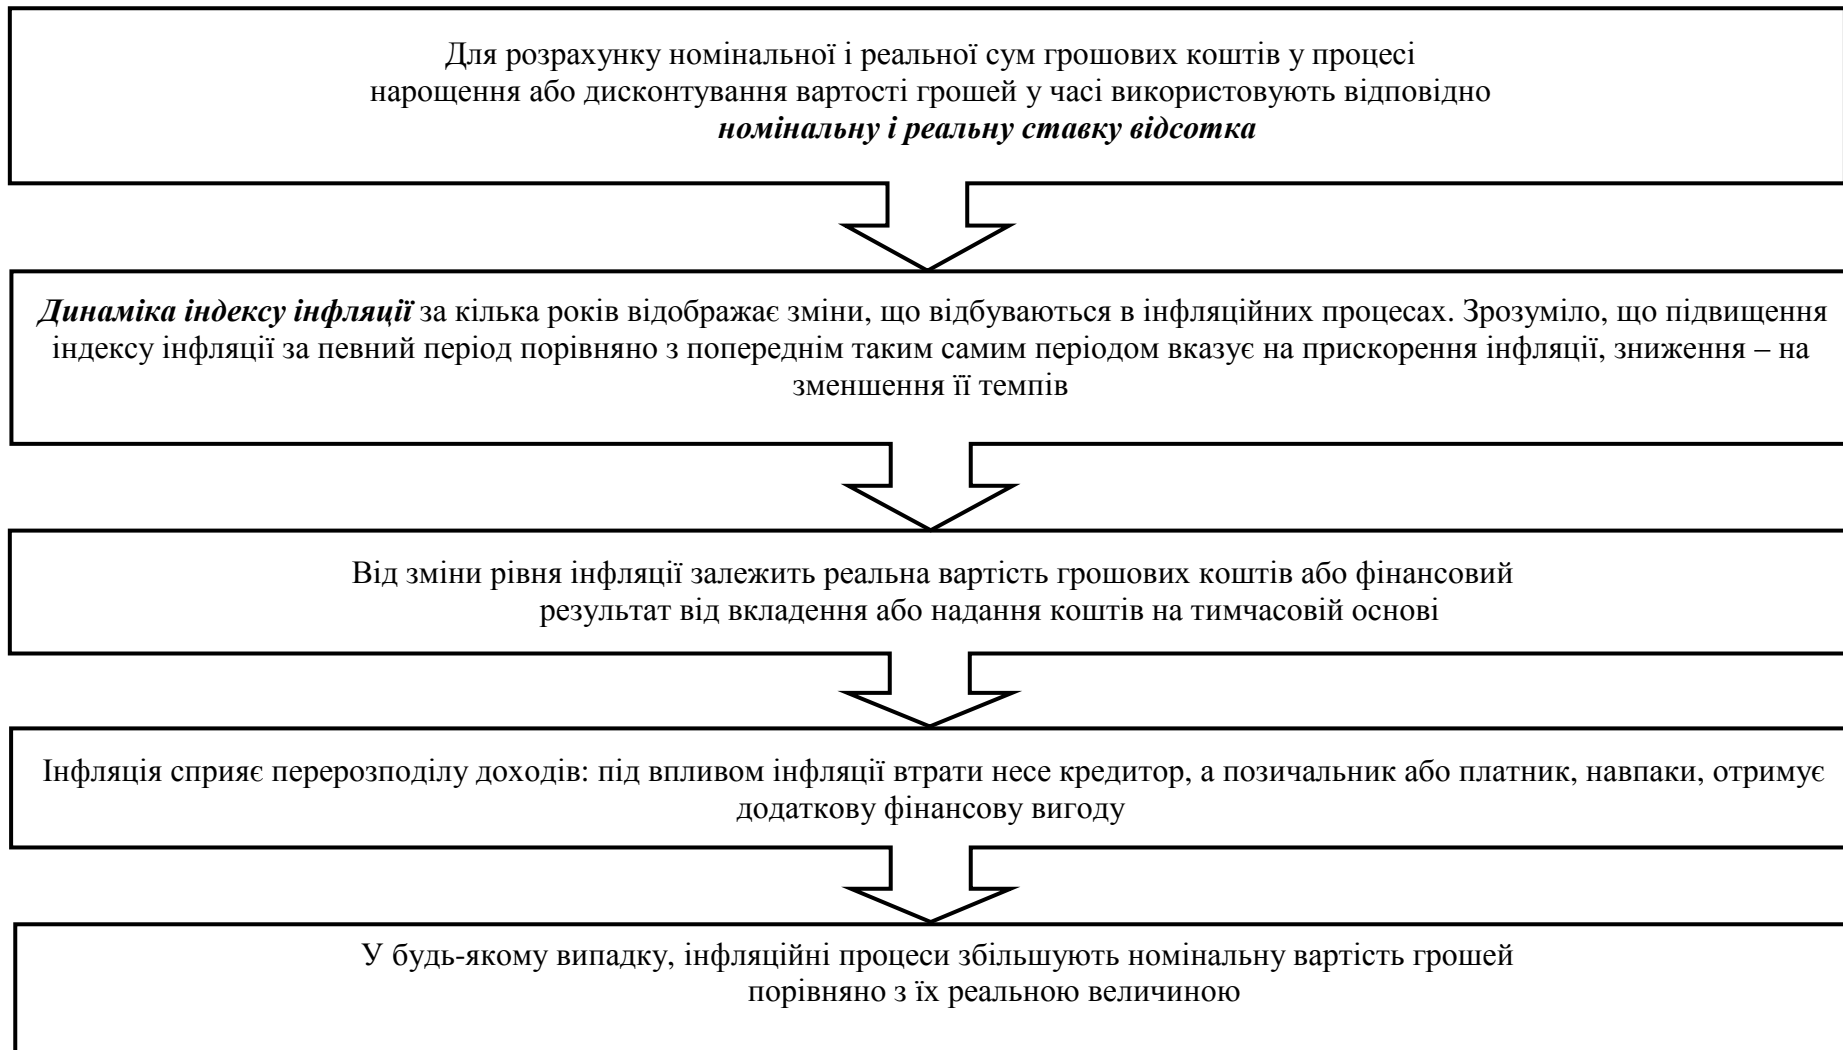 Для розрахунку номінальної і реальної сум грошових коштів у процесі
нарощення або дисконтування вартості грошей у часі використовують відповідно
номінальну і реальну ставку відсотка
Динаміка індексу інфляції за кілька років відображає зміни, що відбуваються в інфляційних процесах. Зрозуміло, що підвищення
індексу інфляції за певний період порівняно з попереднім таким самим періодом вказує на прискорення інфляції, зниження – на
зменшення її темпів
Від зміни рівня інфляції залежить реальна вартість грошових коштів або фінансовий
результат від вкладення або надання коштів на тимчасовій основі
Інфляція сприяє перерозподілу доходів: під впливом інфляції втрати несе кредитор, а позичальник або платник, навпаки, отримує
додаткову фінансову вигоду
У будь-якому випадку, інфляційні процеси збільшують номінальну вартість грошей
порівняно з їх реальною величиною